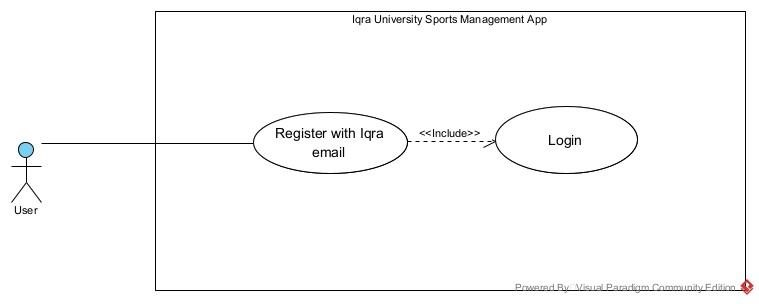 Iqra University Sports Management App
Register with Iqra
email
<<Include>>
Login
User
Powered By Visual Paradigm Community Edition